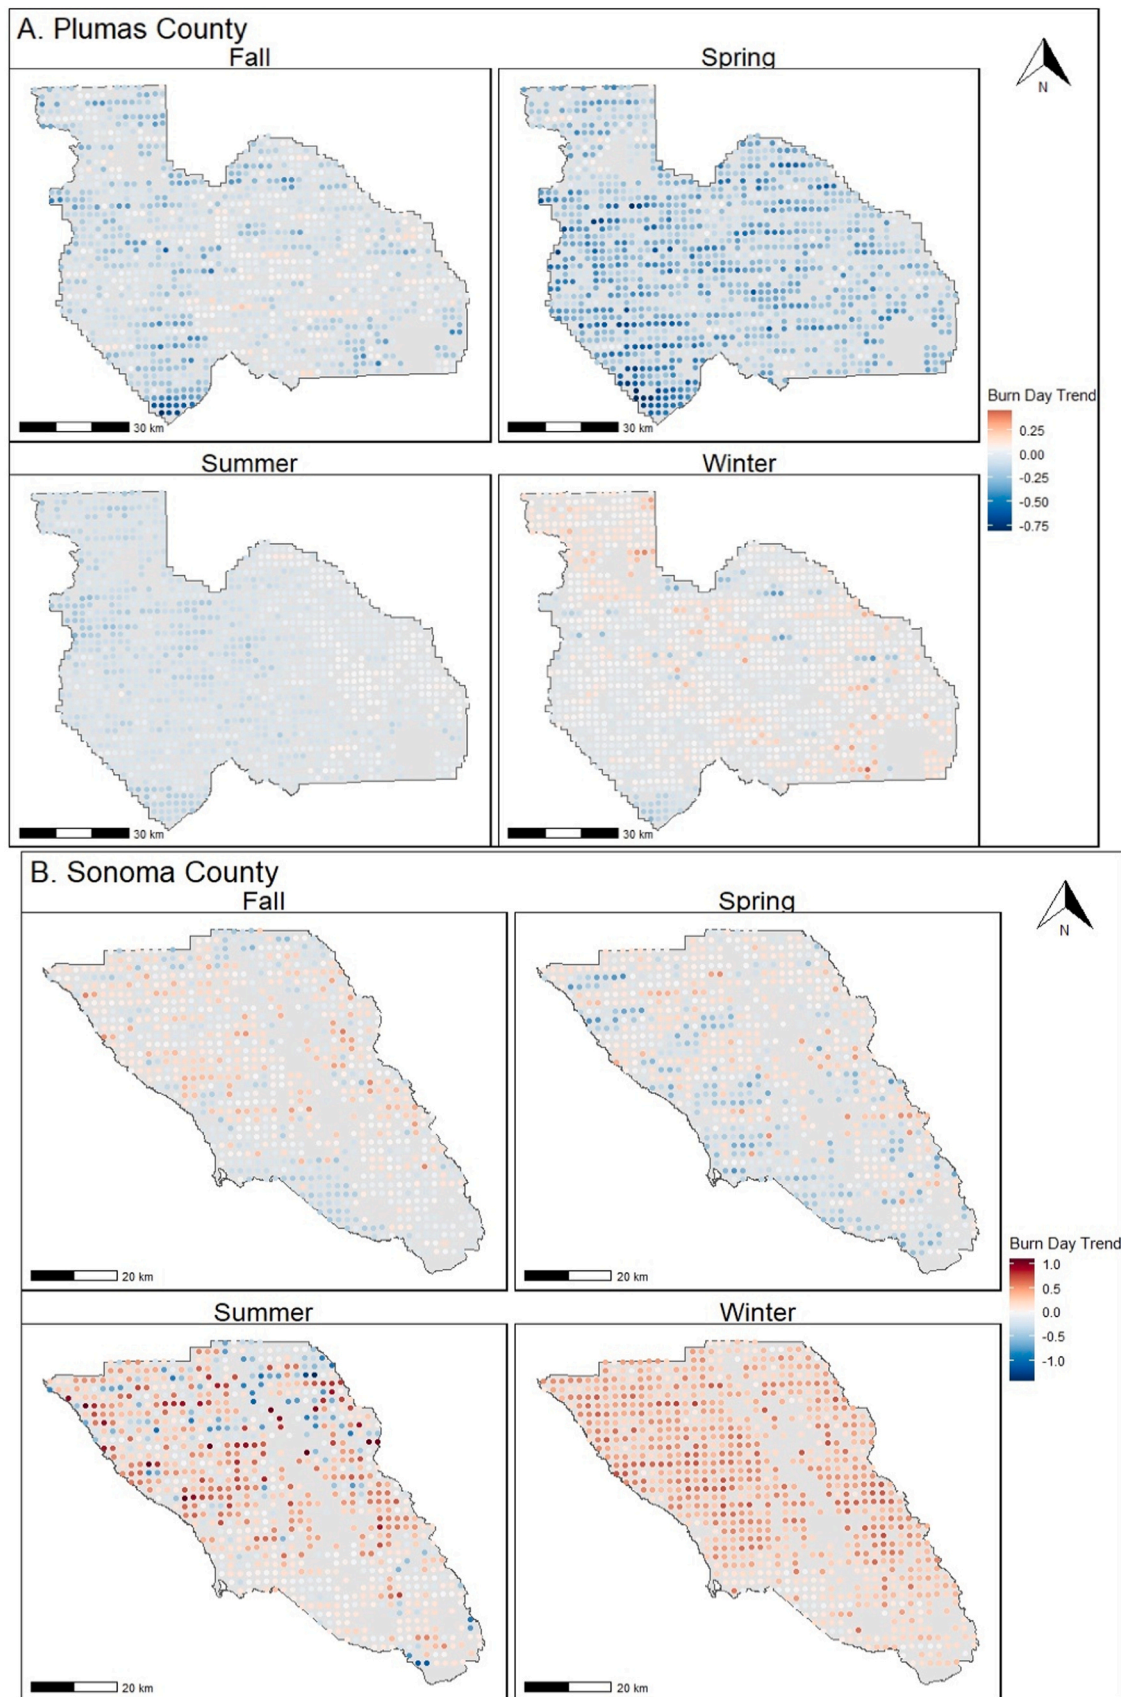 A. Plumas County
Fall
Spring
N
30 km
30 km
Burn Day Trend
0.25
0.00
-0.25
-0.50
-0.75
Summer
Winter
30 km
30 km
B. Sonoma County
Fall
Spring
N
20 km
20 km
Burn Day Trend
1.0
0.5
0.0
-0.5
-1.0
Summer
Winter
20 km
20 km